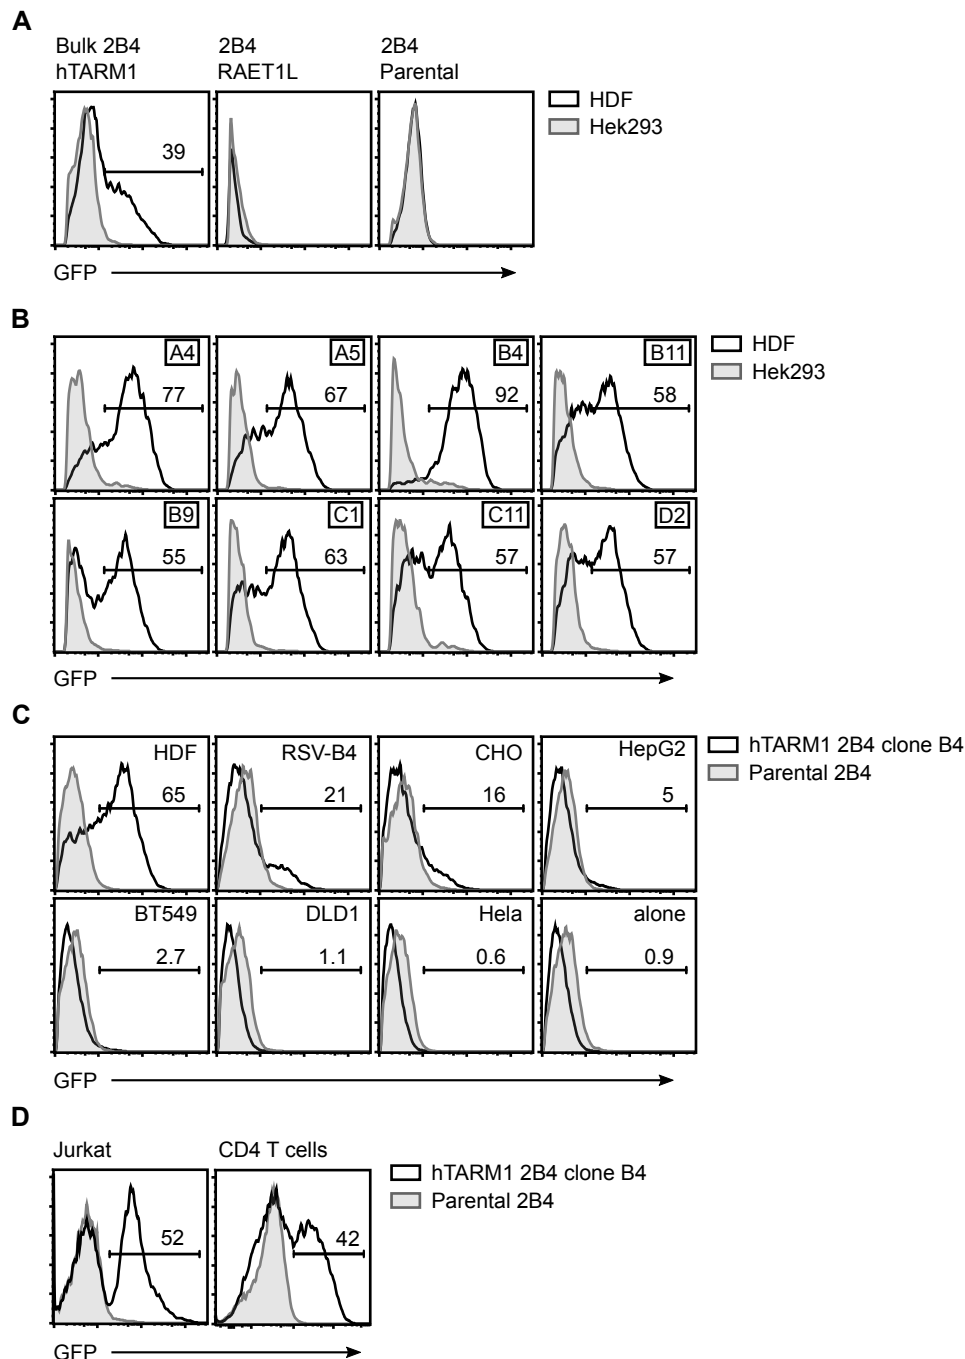 A
Bulk 2B4 hTARM1
2B4 RAET1L
2B4 Parental
HDF
Hek293
39
GFP
B
A4 A5 B4 B11
77 67 92 58
HDF
Hek293
B9 C1 C11 D2
55 63 57 57
GFP
C
HDF RSV-B4 CHO HepG2
65 21 16 5
hTARM1 2B4 clone B4
Parental 2B4
BT549 DLD1 Hela alone
2.7 1.1 0.6 0.9
GFP
D
Jurkat CD4 T cells
52 42
hTARM1 2B4 clone B4
Parental 2B4
GFP